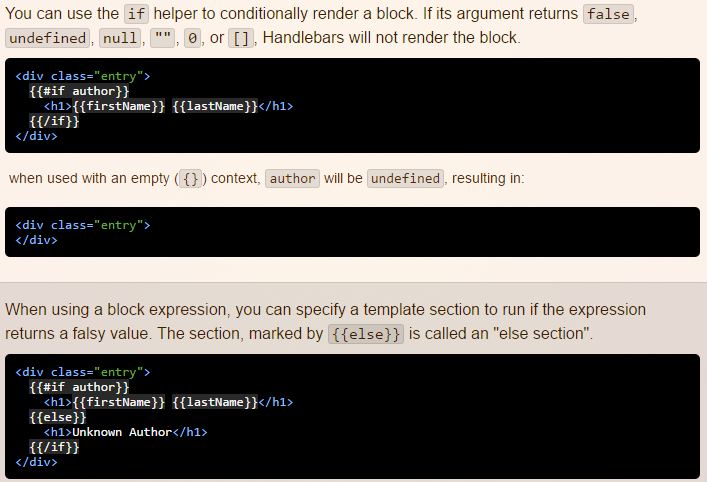 You can use the if helper to conditionally render a block. If its argument returns false,
undefined, null, "", 0, or [], Handlebars will not render the block.
<div class="entry">
  {{#if author}}
    <h1>{{firstName}} {{lastName}}</h1>
  {{/if}}
</div>
when used with an empty ({}) context, author will be undefined, resulting in:
<div class="entry">
</div>
When using a block expression, you can specify a template section to run if the expression
returns a falsy value. The section, marked by {{else}} is called an "else section".
<div class="entry">
  {{#if author}}
    <h1>{{firstName}} {{lastName}}</h1>
  {{else}}
    <h1>Unknown Author</h1>
  {{/if}}
</div>